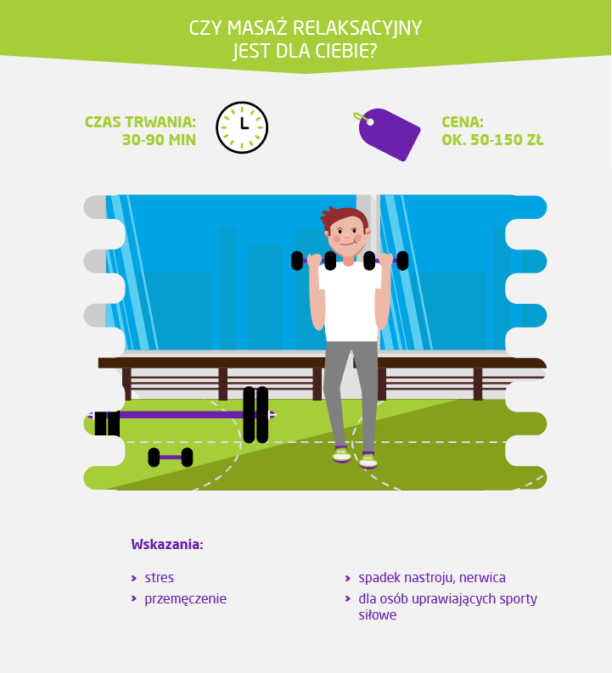 CZY MASAŻ RELAKSACYJNY
JEST DLA CIEBIE?
CZAS TRWANIA:
30-90 MIN
CENA:
OK. 50-150 ZŁ
Wskazania:
stres
przemęczenie
spadek nastroju, nerwica
dla osób uprawiających sporty
siłowe